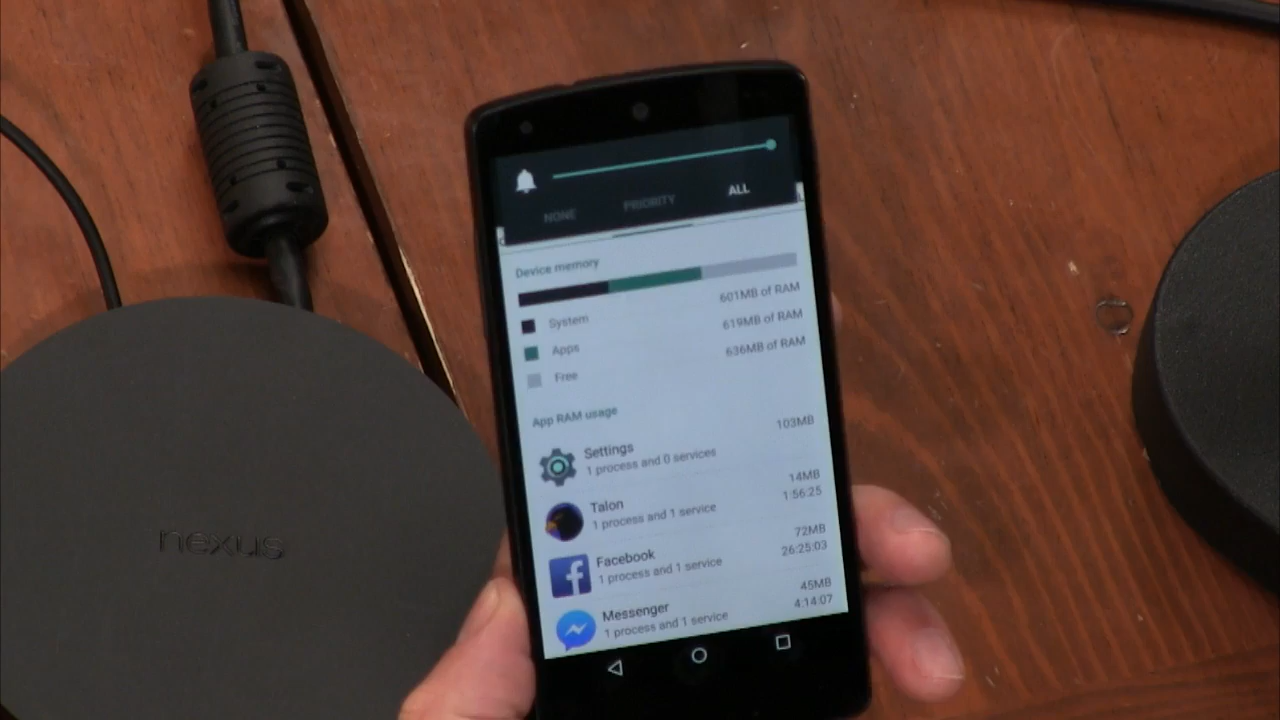 NONE PRIORITY ALL
Device memory
System 601MB of RAM
Apps 619MB of RAM
Free 636MB of RAM
App RAM usage
Settings 103MB
1 process and 0 services
Talon 14MB
1 process and 1 service 1:56:25
Facebook 72MB
1 process and 1 service 26:25:03
Messenger 45MB
1 process and 1 service 4:14:07
nexus